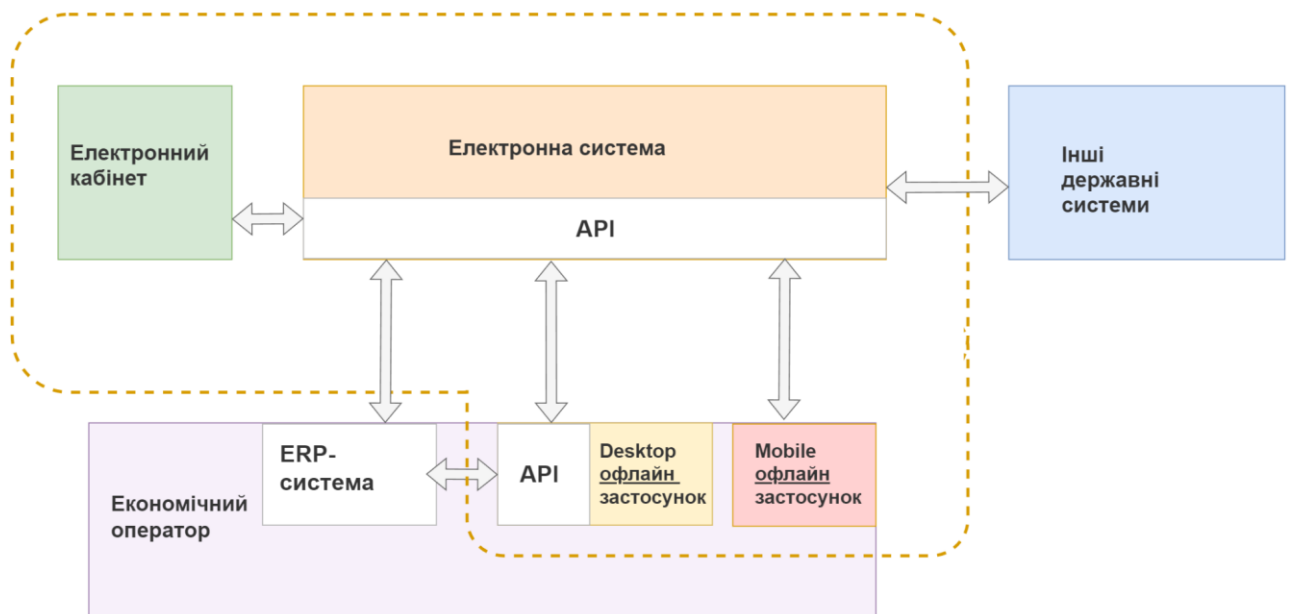 Електронний
кабінет
Електронна система
API
Інші
державні
системи
ERP-
система
API
Desktop
офлайн
застосунок
Mobile
офлайн
застосунок
Економічний
оператор